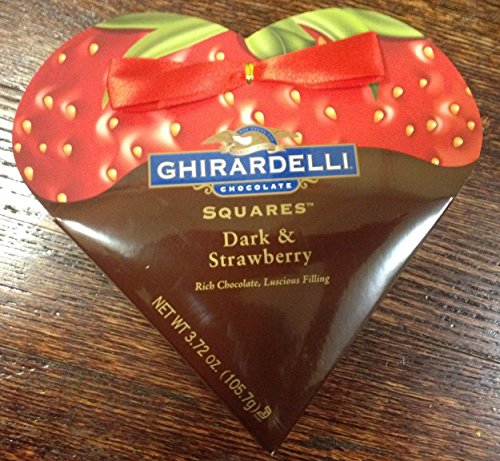 GHIRARDELLI
CHOCOLATE
SQUARES™
Dark &
Strawberry
Rich Chocolate, Luscious Filling
NET WT 3.72 oz. (105.7g)